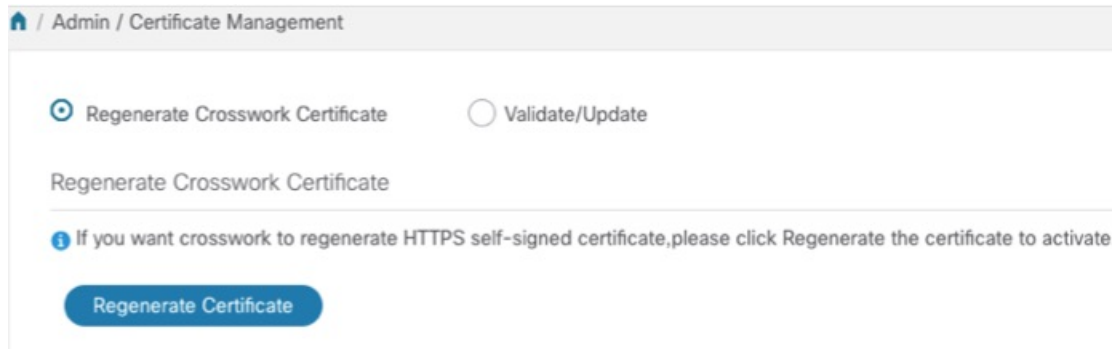 / Admin / Certificate Management
Regenerate Crosswork Certificate Validate/Update
Regenerate Crosswork Certificate
If you want crosswork to regenerate HTTPS self-signed certificate,please click Regenerate the certificate to activate
Regenerate Certificate